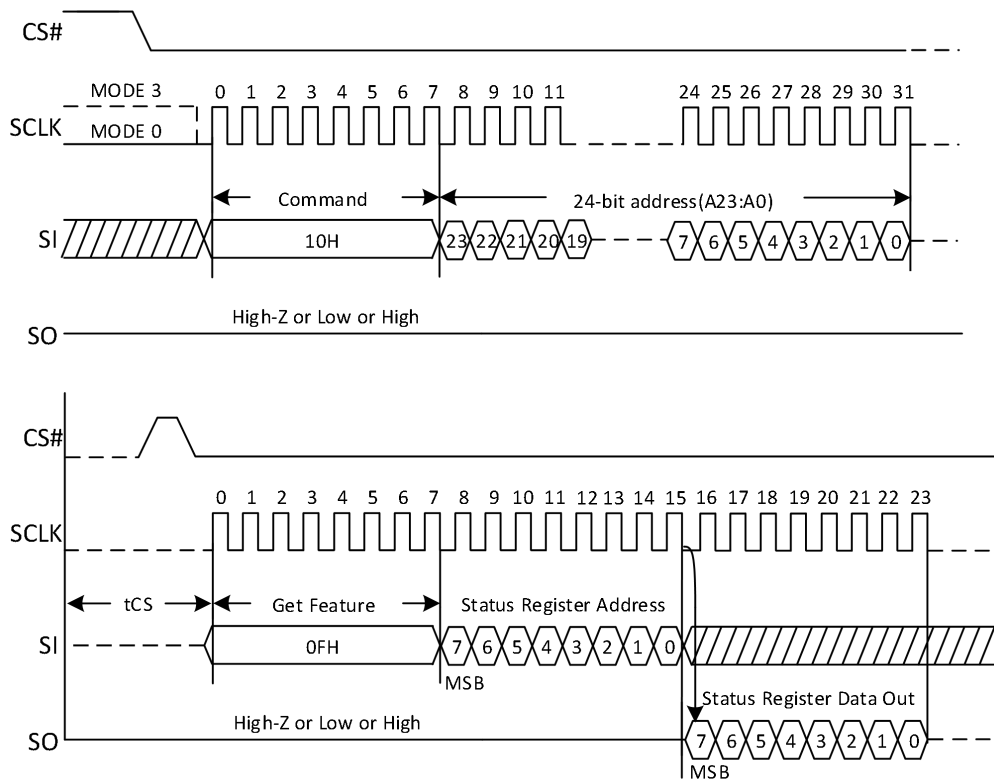 CS#
MODE 3
0 1 2 3 4 5 6 7 8 9 10 11 24 25 26 27 28 29 30 31
SCLK
MODE 0
Command 24-bit address(A23:A0)
SI 10H 23 22 21 20 19 7 6 5 4 3 2 1 0
High-Z or Low or High
SO
CS#
0 1 2 3 4 5 6 7 8 9 10 11 12 13 14 15 16 17 18 19 20 21 22 23
SCLK
tCS Get Feature Status Register Address
SI 0FH 7 6 5 4 3 2 1 0
MSB
Status Register Data Out
High-Z or Low or High
SO 7 6 5 4 3 2 1 0
MSB